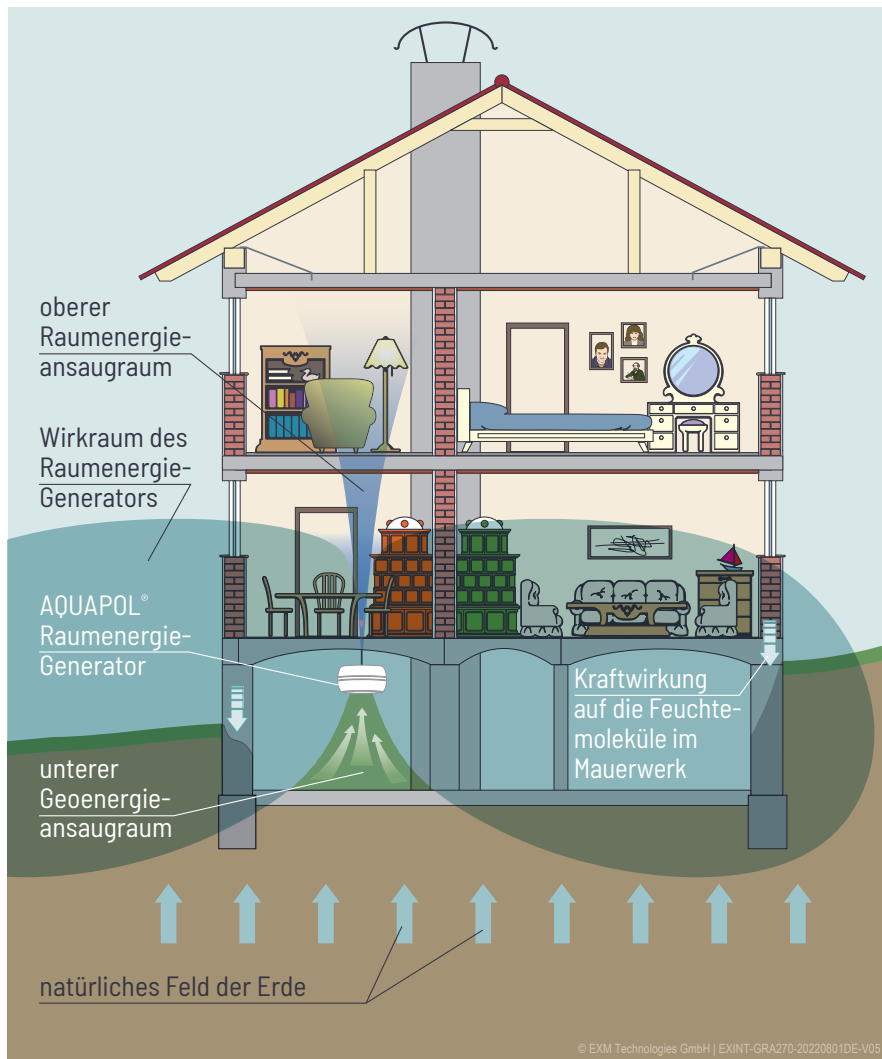 oberer
Raumenergie-
ansaugraum
Wirkraum des
Raumenergie-
Generators
AQUAPOL®
Raumenergie-
Generator
Kraftwirkung
auf die Feuchte-
moleküle im
Mauerwerk
unterer
Geoenergie-
ansaugraum
natürliches Feld der Erde
© EXM Technologies GmbH | EXINT-GRA270-20220801DE-V05